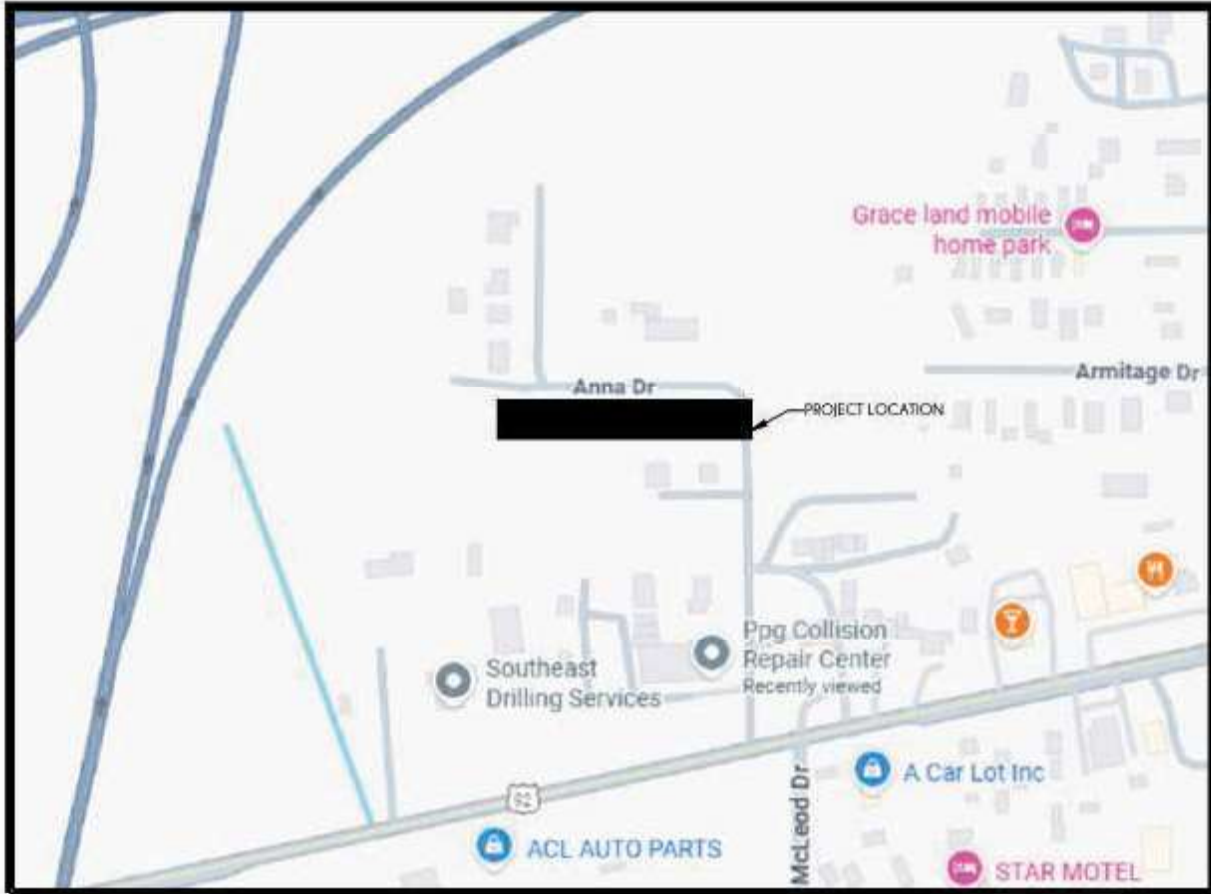 Grace land mobile
home park
Armitage Dr
Anna Dr
PROJECT LOCATION
Ppg Collision
Repair Center
Recently viewed
Southeast
Drilling Services
92
McLeod Dr
A Car Lot Inc
ACL AUTO PARTS
STAR MOTEL